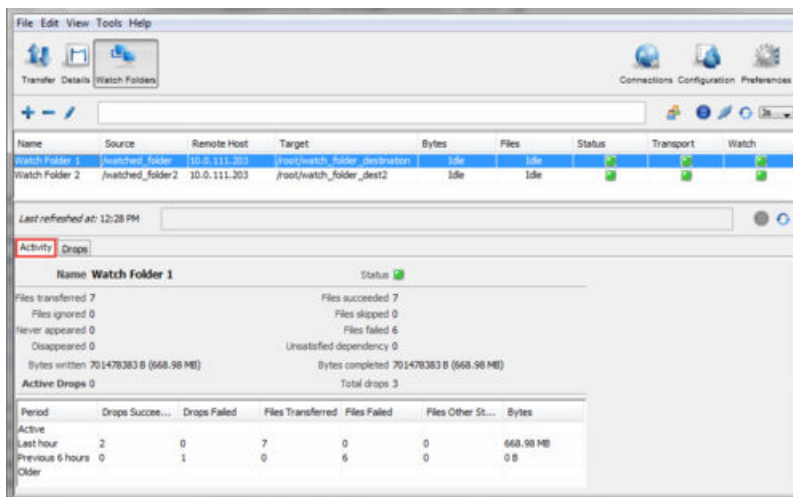 File Edit View Tools Help
Transfer Details Watch Folders Connections Configuration Preferences
Name Source Remote Host Target Bytes Files Status Transport Watch
Watch Folder 1 /watched_folder 10.0.111.203 /root/watch_folder_destination Idle Idle
Watch Folder 2 /watched_folder2 10.0.111.203 /root/watch_folder_dest2 Idle Idle
Last refreshed at: 12:28 PM
Activity Drops
Name Watch Folder 1 Status
Files transferred 7 Files succeeded 7
Files ignored 0 Files skipped 0
Never appeared 0 Files failed 6
Disappeared 0 Unsatisfied dependency 0
Bytes written 701478383 B (668.98 MB) Bytes completed 701478383 B (668.98 MB)
Active Drops 0 Total drops 3
Period Drops Succee... Drops Failed Files Transferred Files Failed Files Other St... Bytes
Active
Last hour 2 0 7 0 0 668.98 MB
Previous 6 hours 0 1 0 6 0 0 B
Older